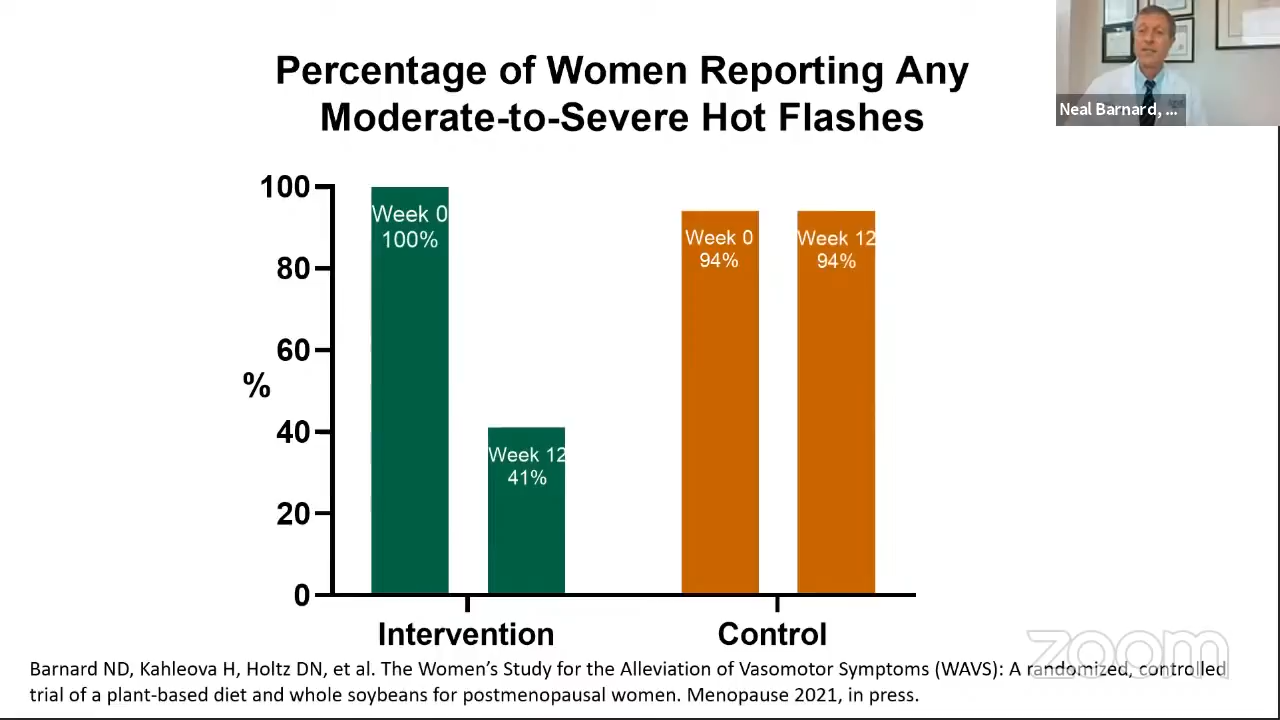 Percentage of Women Reporting Any
Moderate-to-Severe Hot Flashes
Neal Barnard, ...
100
80
60
40
20
0
%
Week 0
100%
Week 12
41%
Week 0
94%
Week 12
94%
Intervention
Control
zoom
Barnard ND, Kahleova H, Holtz DN, et al. The Women’s Study for the Alleviation of Vasomotor Symptoms (WAVS): A randomized, controlled
trial of a plant-based diet and whole soybeans for postmenopausal women. Menopause 2021, in press.